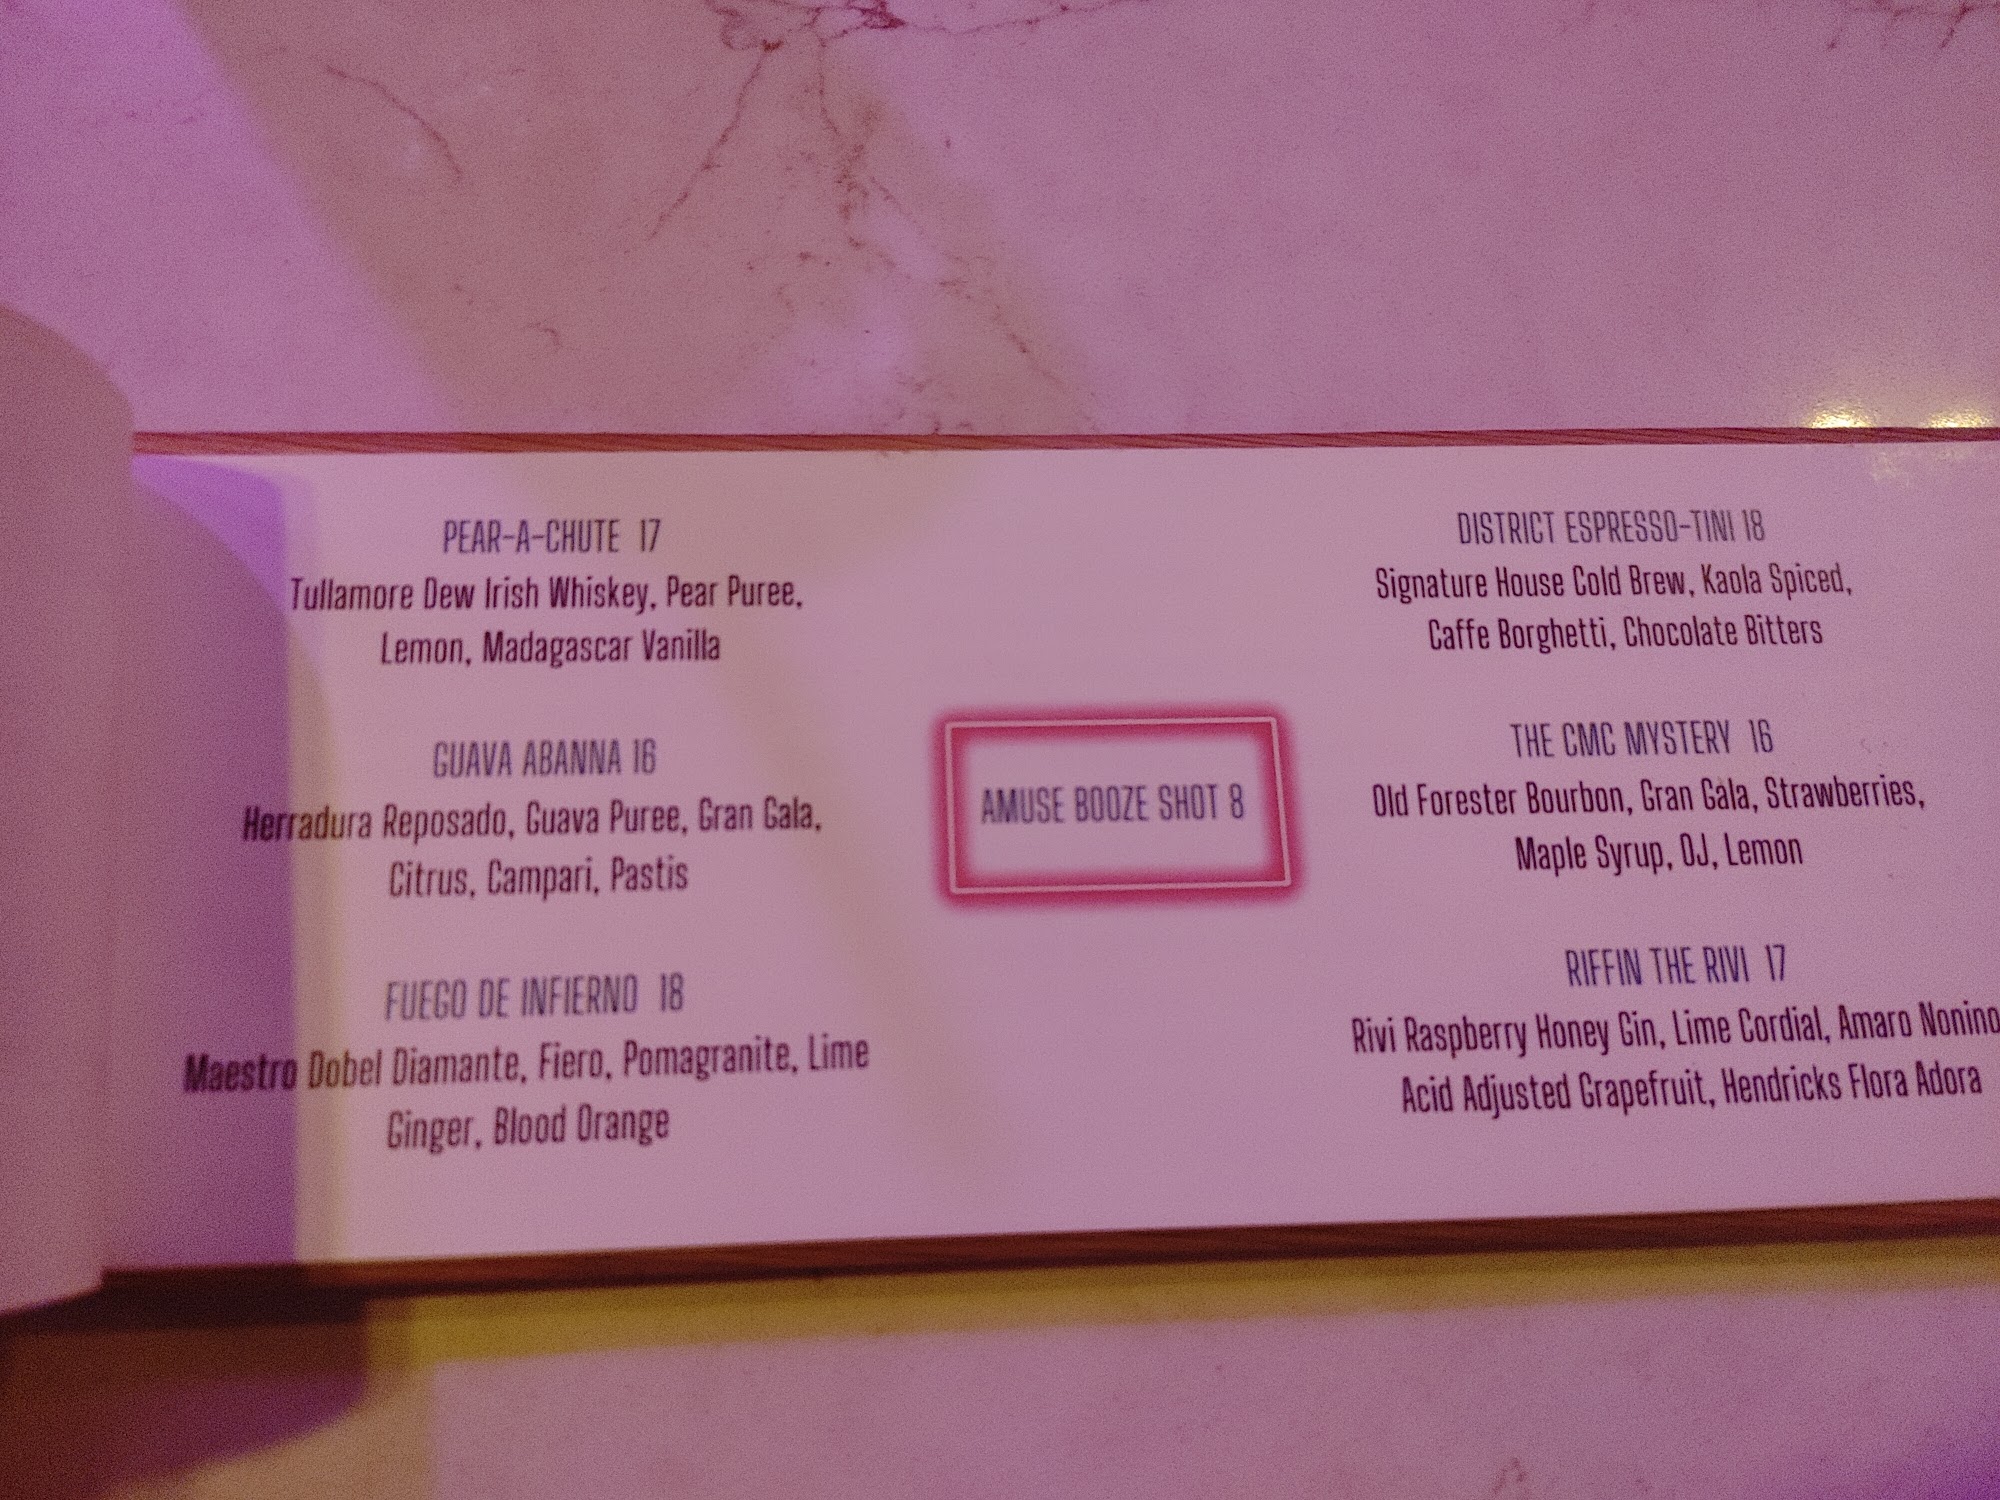 PEAR-A-CHUTE 17
Tullamore Dew Irish Whiskey, Pear Puree,
Lemon, Madagascar Vanilla
GUAVA ABANNA 16
Herradura Reposado, Guava Puree, Gran Gala,
Citrus, Campari, Pastis
FUEGO DE INFIERNO 18
Maestro Dobel Diamante, Fiero, Pomagranite, Lime
Ginger, Blood Orange
AMUSE BOOZE SHOT 8
DISTRICT ESPRESSO-TINI 18
Signature House Cold Brew, Kaola Spiced,
Caffe Borghetti, Chocolate Bitters
THE CMC MYSTERY 16
Old Forester Bourbon, Gran Gala, Strawberries,
Maple Syrup, OJ, Lemon
RIFFIN THE RIVI 17
Rivi Raspberry Honey Gin, Lime Cordial, Amaro Nonino
Acid Adjusted Grapefruit, Hendricks Flora Adora